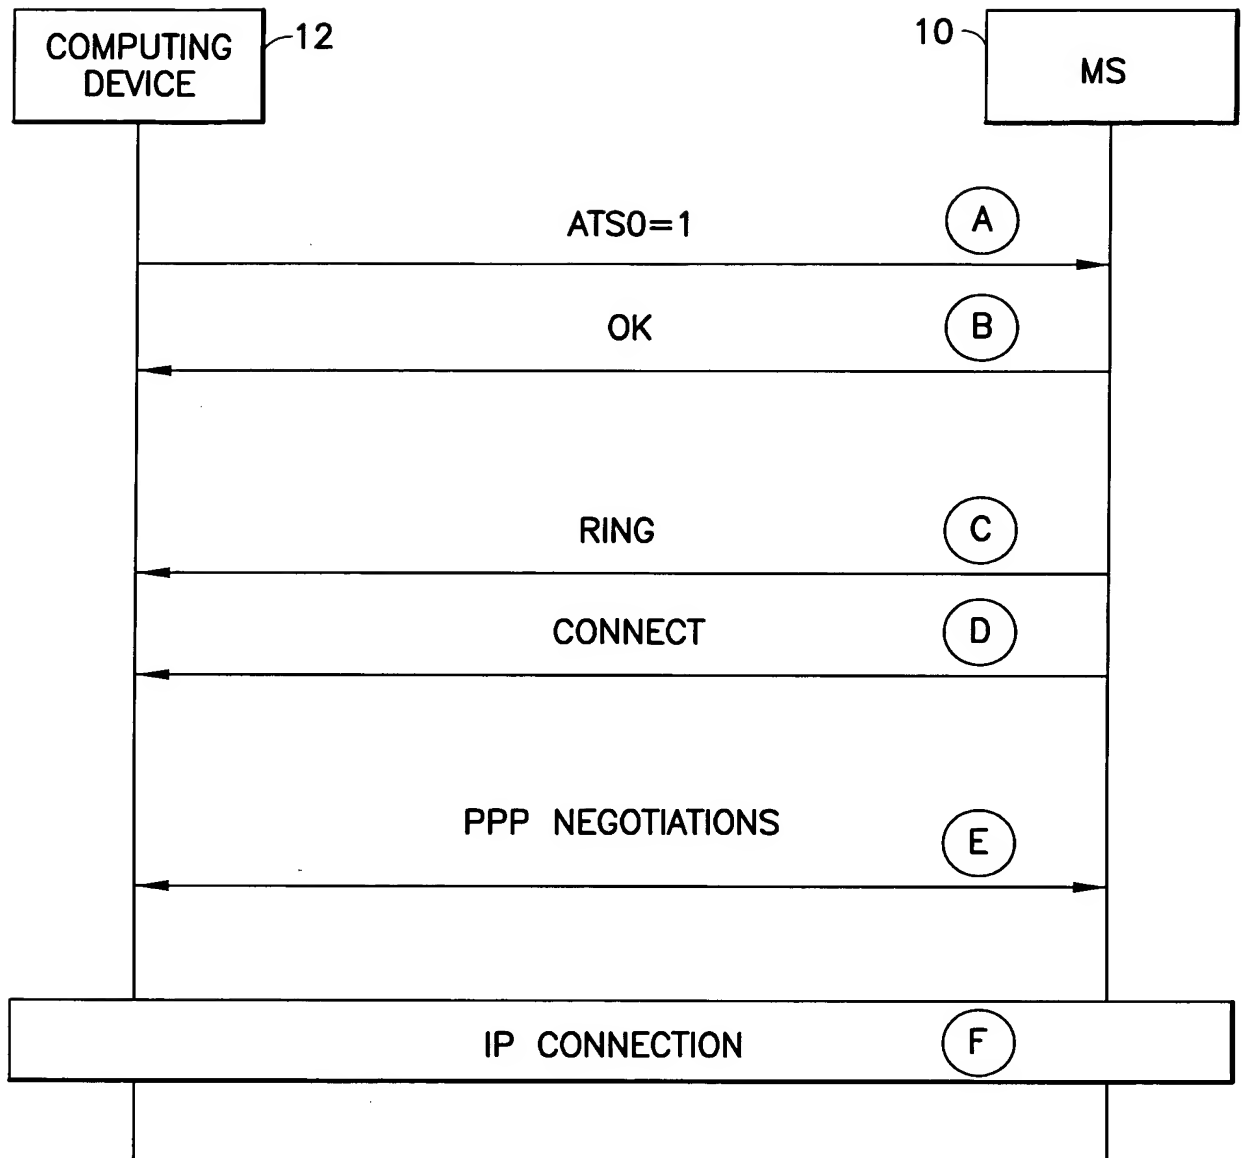 COMPUTING
DEVICE
12
10
MS
ATS0=1
A
OK
B
RING
C
CONNECT
D
PPP NEGOTIATIONS
E
IP CONNECTION
F